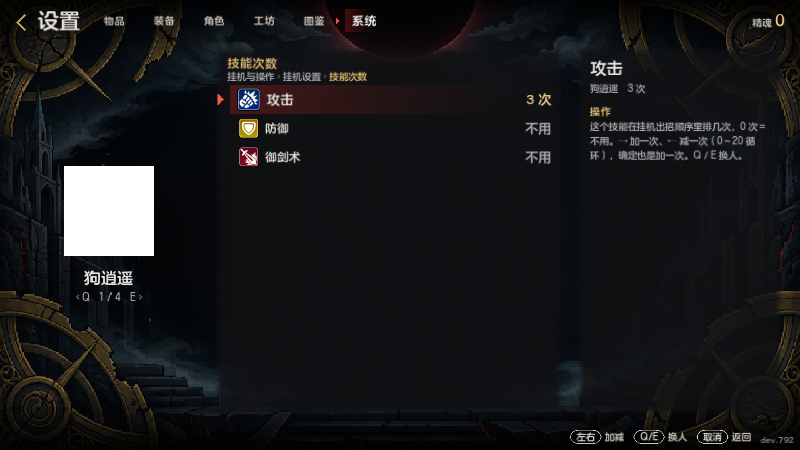 设置
物品 装备 角色 工坊 图鉴 系统
精魂 0
技能次数
挂机与操作 › 挂机设置 › 技能次数
攻击 3 次
防御 不用
御剑术 不用
狗逍遥
‹Q 1/4 E›
攻击
狗逍遥 3 次
操作
这个技能在挂机出招顺序里排几次，0 次=
不用。→ 加一次、← 减一次（0~20 循
环），确定也是加一次。Q / E 换人。
左右 加减 Q/E 换人 取消 返回
dev.792